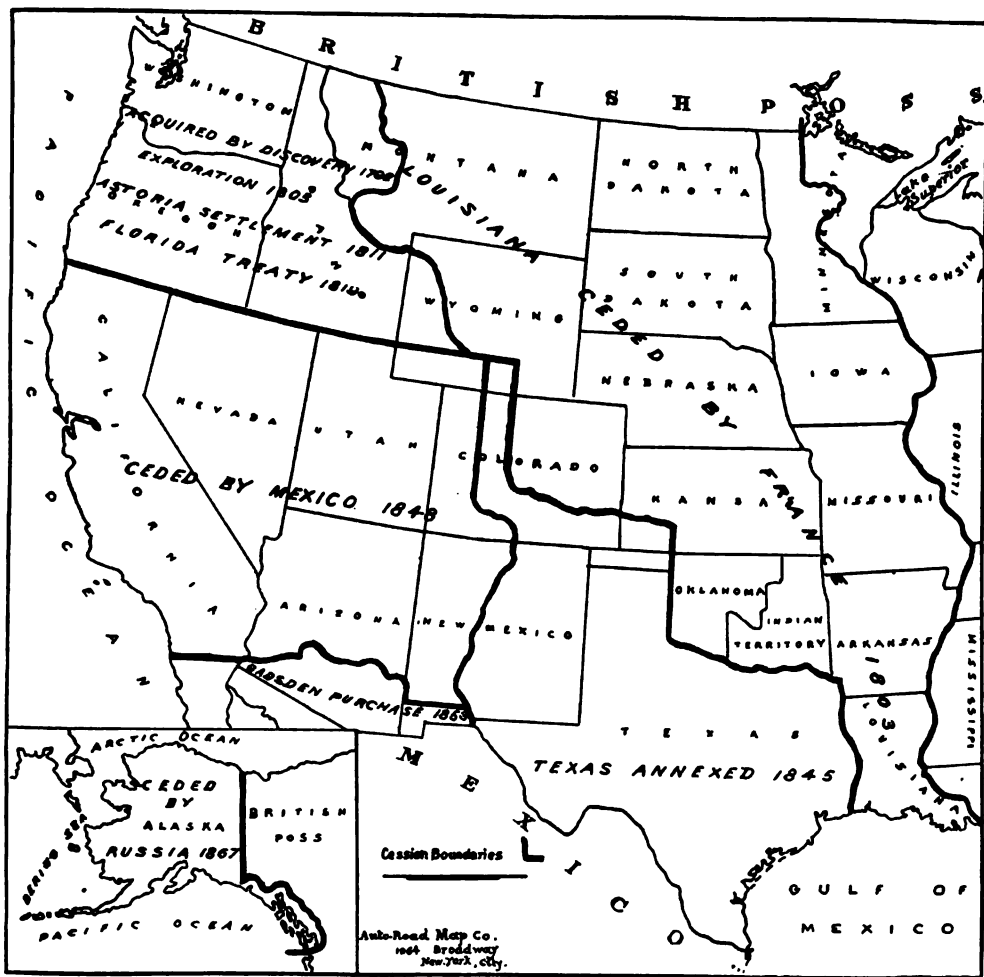 BRITISH POSS.
PACIFIC OCEAN
WASHINGTON
ACQUIRED BY DISCOVERY 1792
EXPLORATION 1805
ASTORIA SETTLEMENT 1811
OREGON
FLORIDA TREATY 1819
MONTANA
NORTH
DAKOTA
SOUTH
DAKOTA
MINNESOTA
Lake
Superior
WISCONSIN
LOUISIANA CEDED BY FRANCE 1803
WYOMING
NEBRASKA
IOWA
ILLINOIS
CALIFORNIA
NEVADA
UTAH
COLORADO
KANSAS
MISSOURI
CEDED BY MEXICO 1848
ARIZONA
NEW MEXICO
OKLAHOMA
INDIAN
TERRITORY
ARKANSAS
MISSISSIPPI
LOUISIANA
GADSDEN PURCHASE 1853
TEXAS
TEXAS ANNEXED 1845
MEXICO
GULF OF
MEXICO
ARCTIC OCEAN
CEDED
BY
ALASKA
RUSSIA 1867
BRITISH
POSS
BERING SEA
PACIFIC OCEAN
Cession Boundaries
Auto-Road Map Co.
1864 Broadway
New York, City.